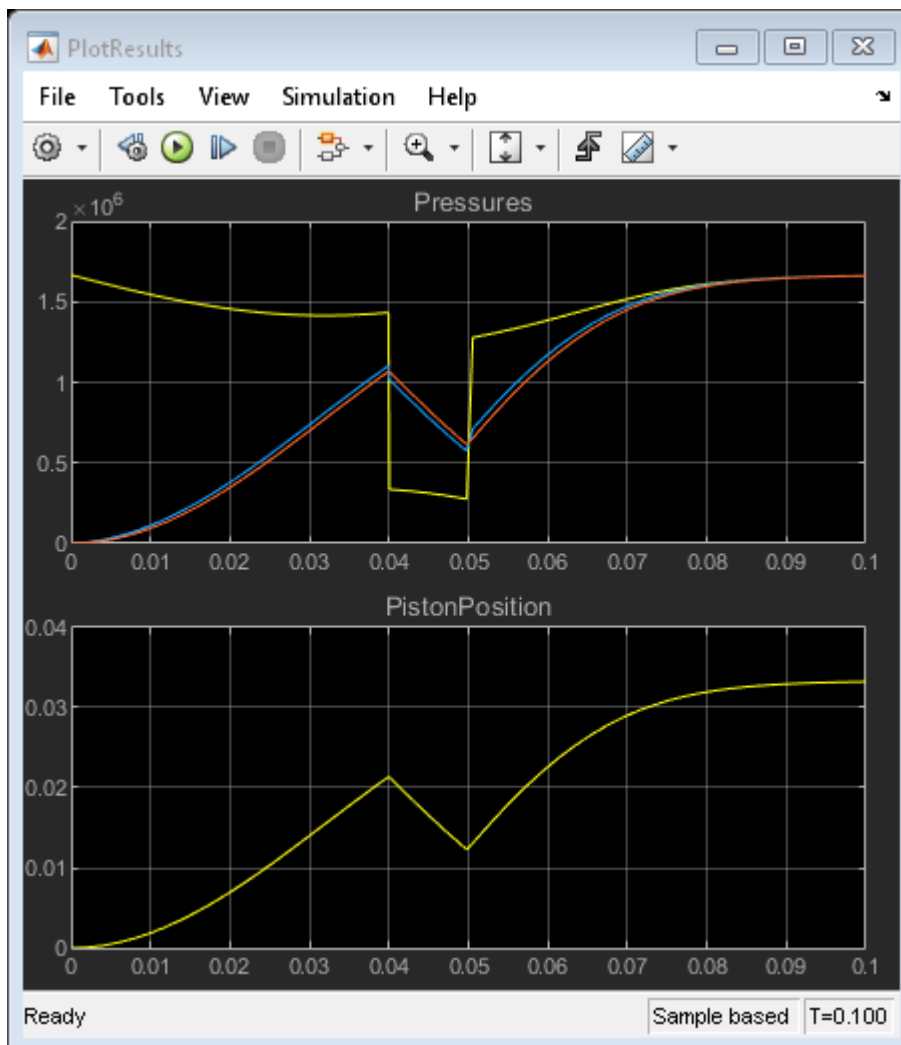 PlotResults
File Tools View Simulation Help
Pressures
×10⁶
2
1.5
1
0.5
0
0 0.01 0.02 0.03 0.04 0.05 0.06 0.07 0.08 0.09 0.1
PistonPosition
0.04
0.03
0.02
0.01
0
0 0.01 0.02 0.03 0.04 0.05 0.06 0.07 0.08 0.09 0.1
Ready Sample based T=0.100